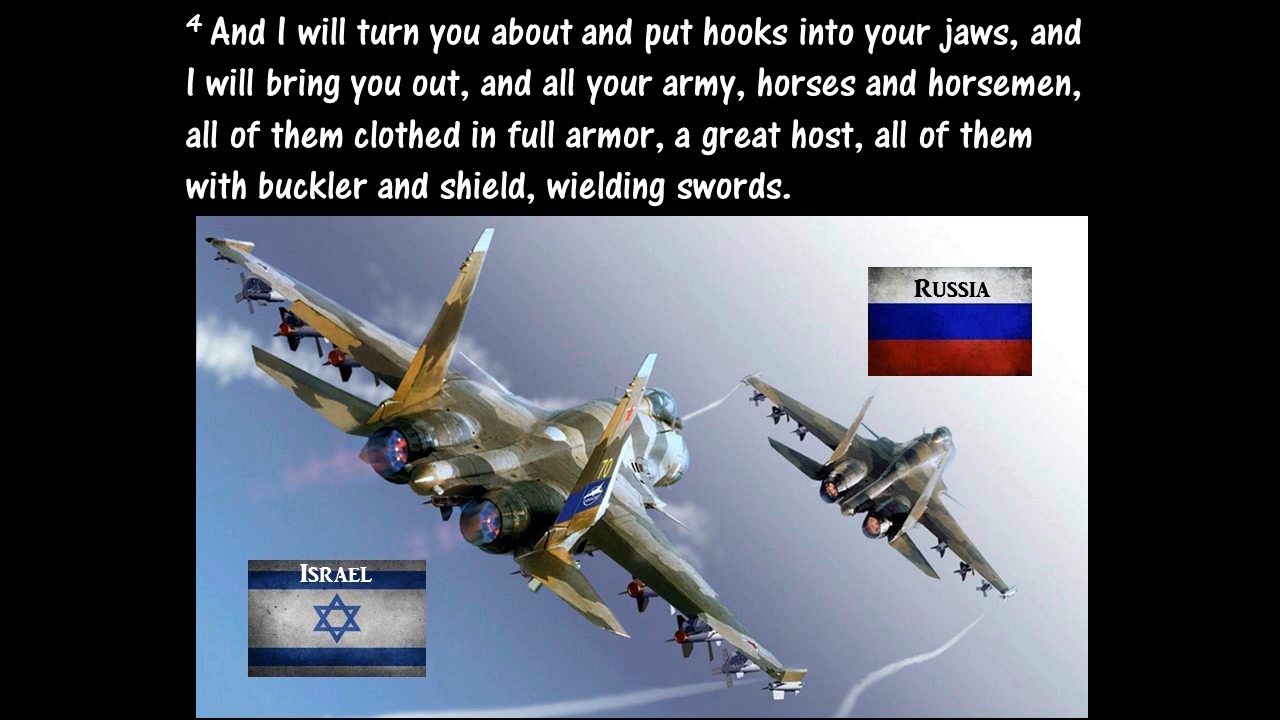 4 And I will turn you about and put hooks into your jaws, and
I will bring you out, and all your army, horses and horsemen,
all of them clothed in full armor, a great host, all of them
with buckler and shield, wielding swords.
Russia
70
Israel